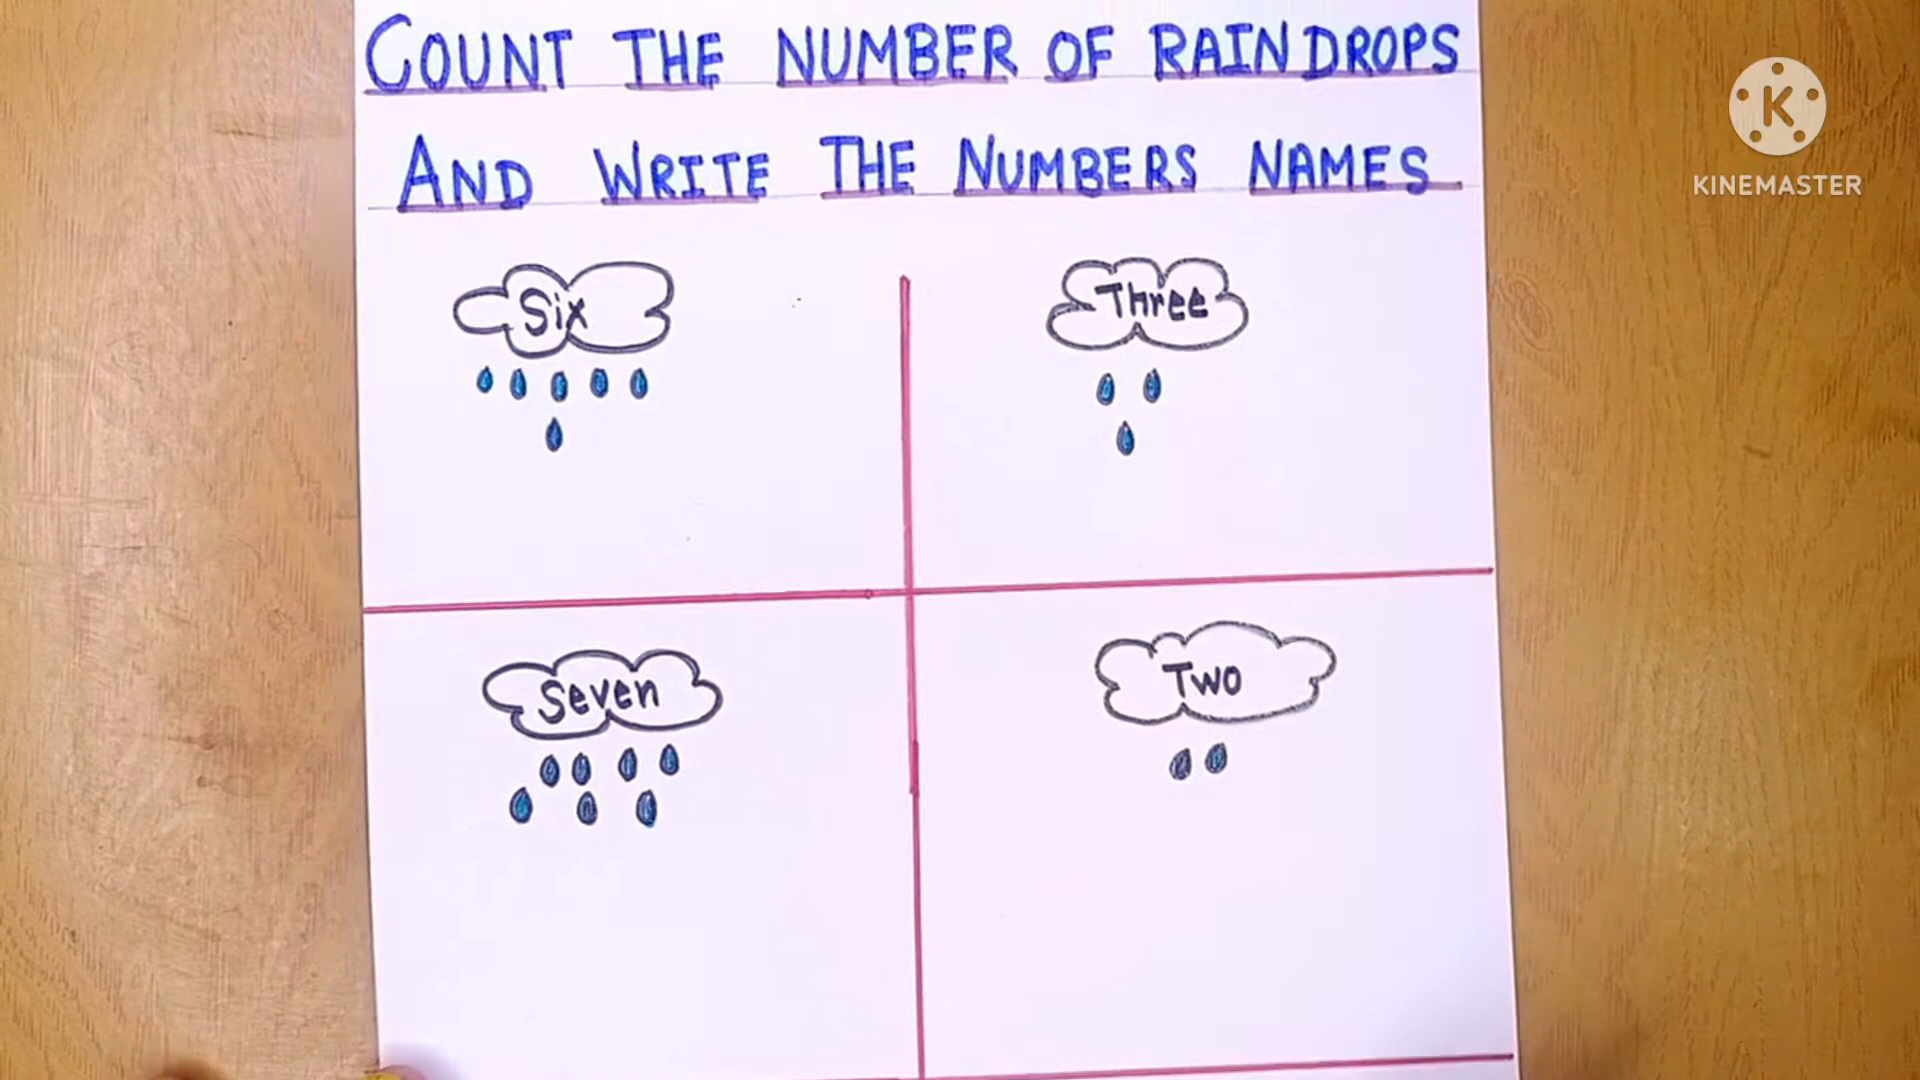 COUNT THE NUMBER OF RAINDROPS
AND WRITE THE NUMBERS NAMES
K
KINEMASTER
Six
Three
Seven
Two